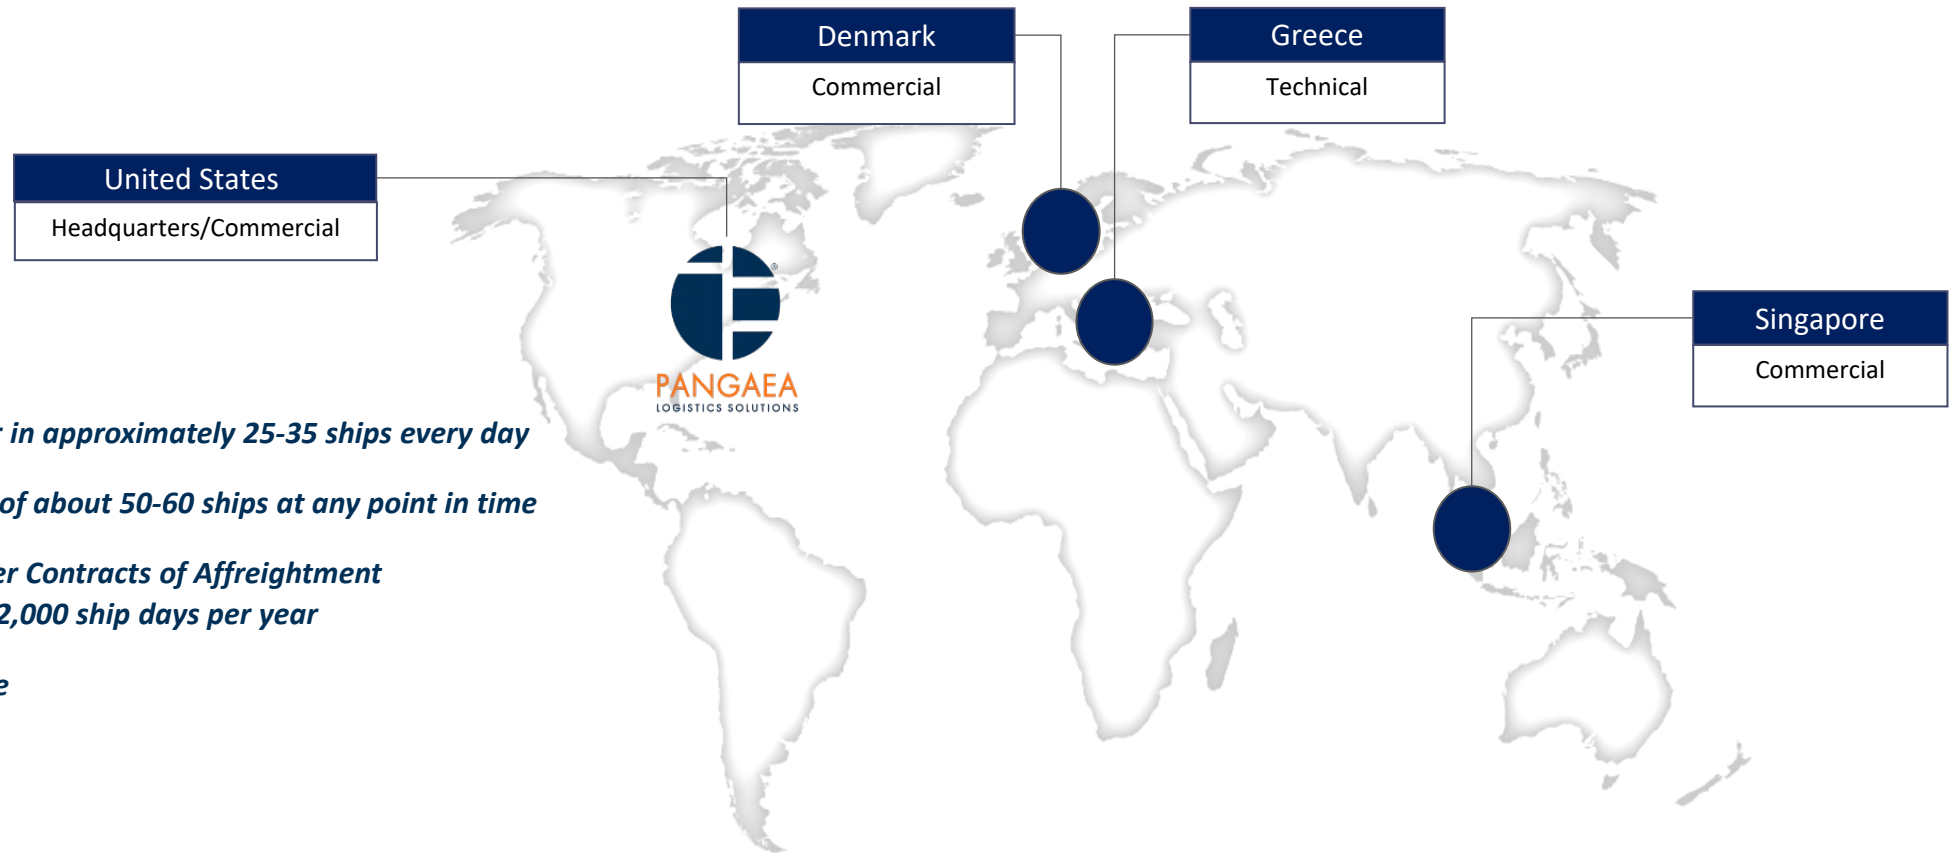 Denmark
Commercial
Greece
Technical
United States
Headquarters/Commercial
®
PANGAEA
LOGISTICS SOLUTIONS
Singapore
Commercial
in approximately 25-35 ships every day
of about 50-60 ships at any point in time
Contracts of Affreightment
2,000 ship days per year